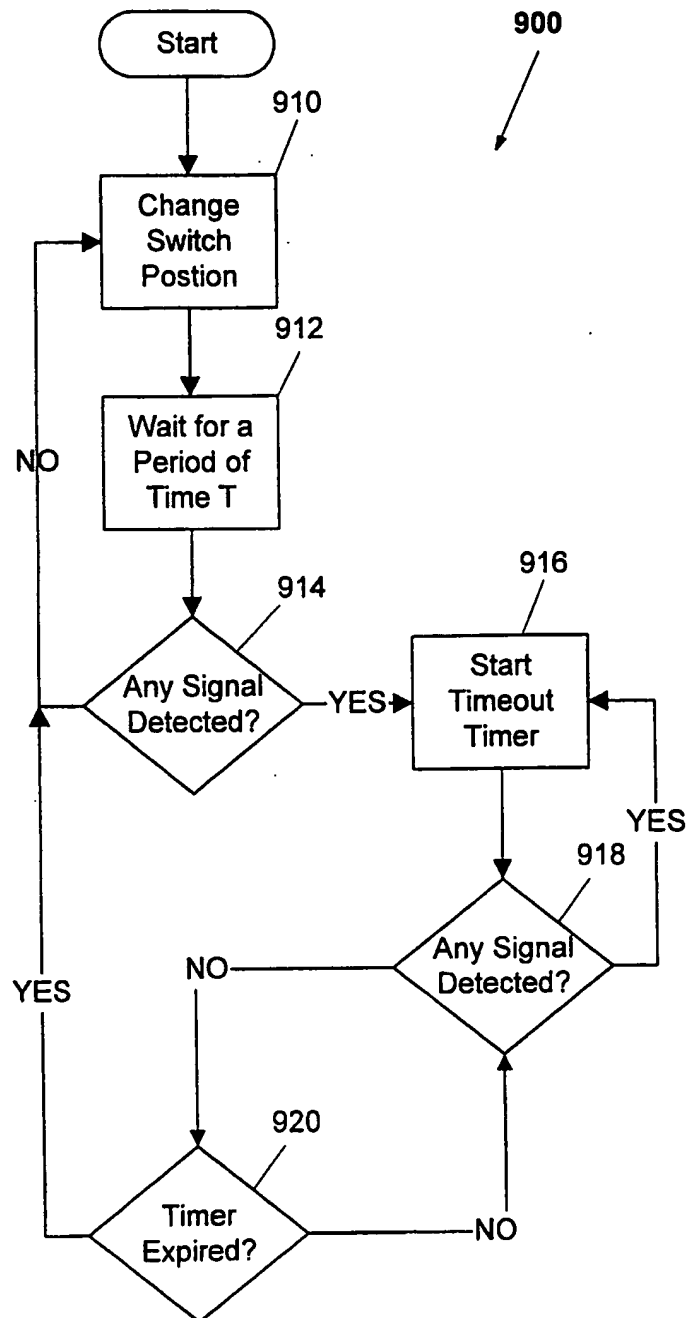 Start
900
910
Change
Switch
Postion
912
Wait for a
Period of
Time T
NO
914
Any Signal
Detected?
YES
916
Start
Timeout
Timer
YES
918
Any Signal
Detected?
NO
YES
920
Timer
Expired?
NO